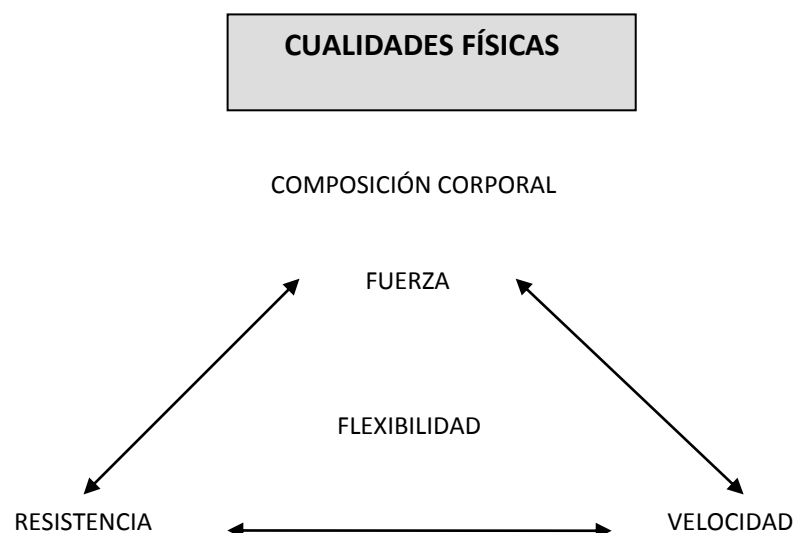 CUALIDADES FÍSICAS
COMPOSICIÓN CORPORAL
FUERZA
FLEXIBILIDAD
RESISTENCIA
VELOCIDAD